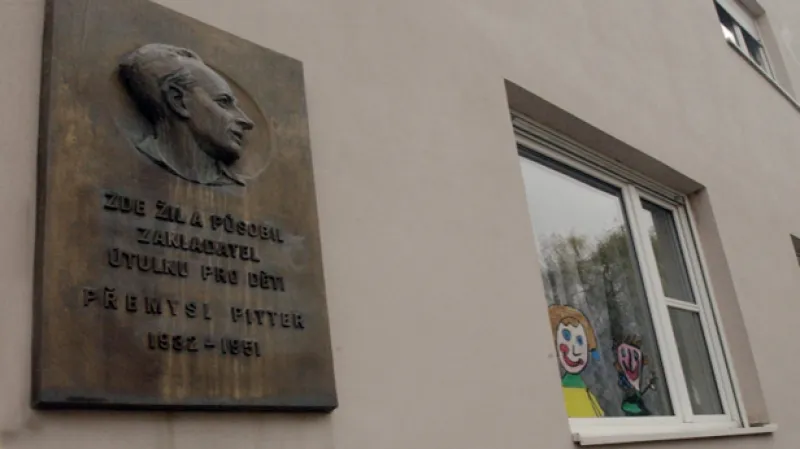 ZDE ŽIL A PŮSOBIL
ZAKLADATEL
ÚTULKU PRO DĚTI
PŘEMYSL PITTER
1932-1951